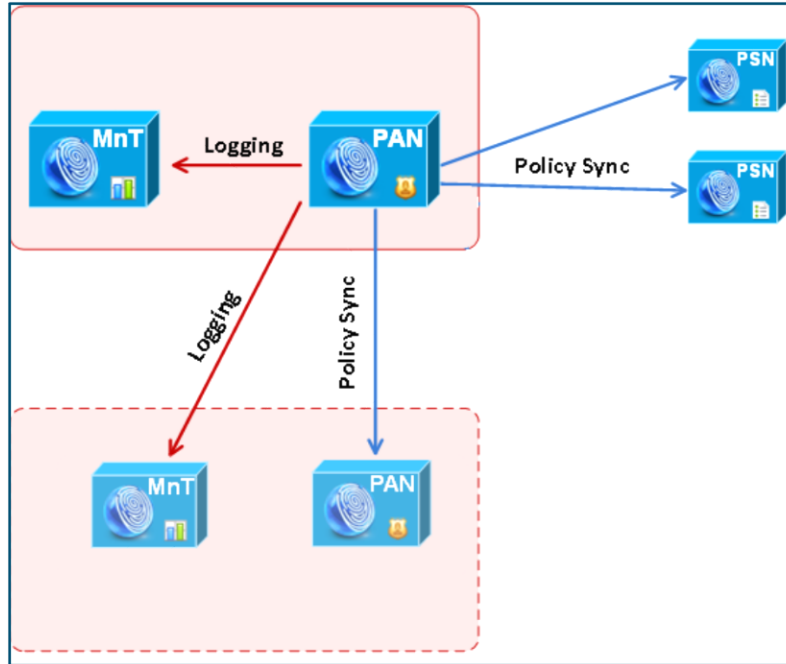 PSN
MnT
Logging
PAN
Policy Sync
PSN
Logging
Policy Sync
MnT
PAN